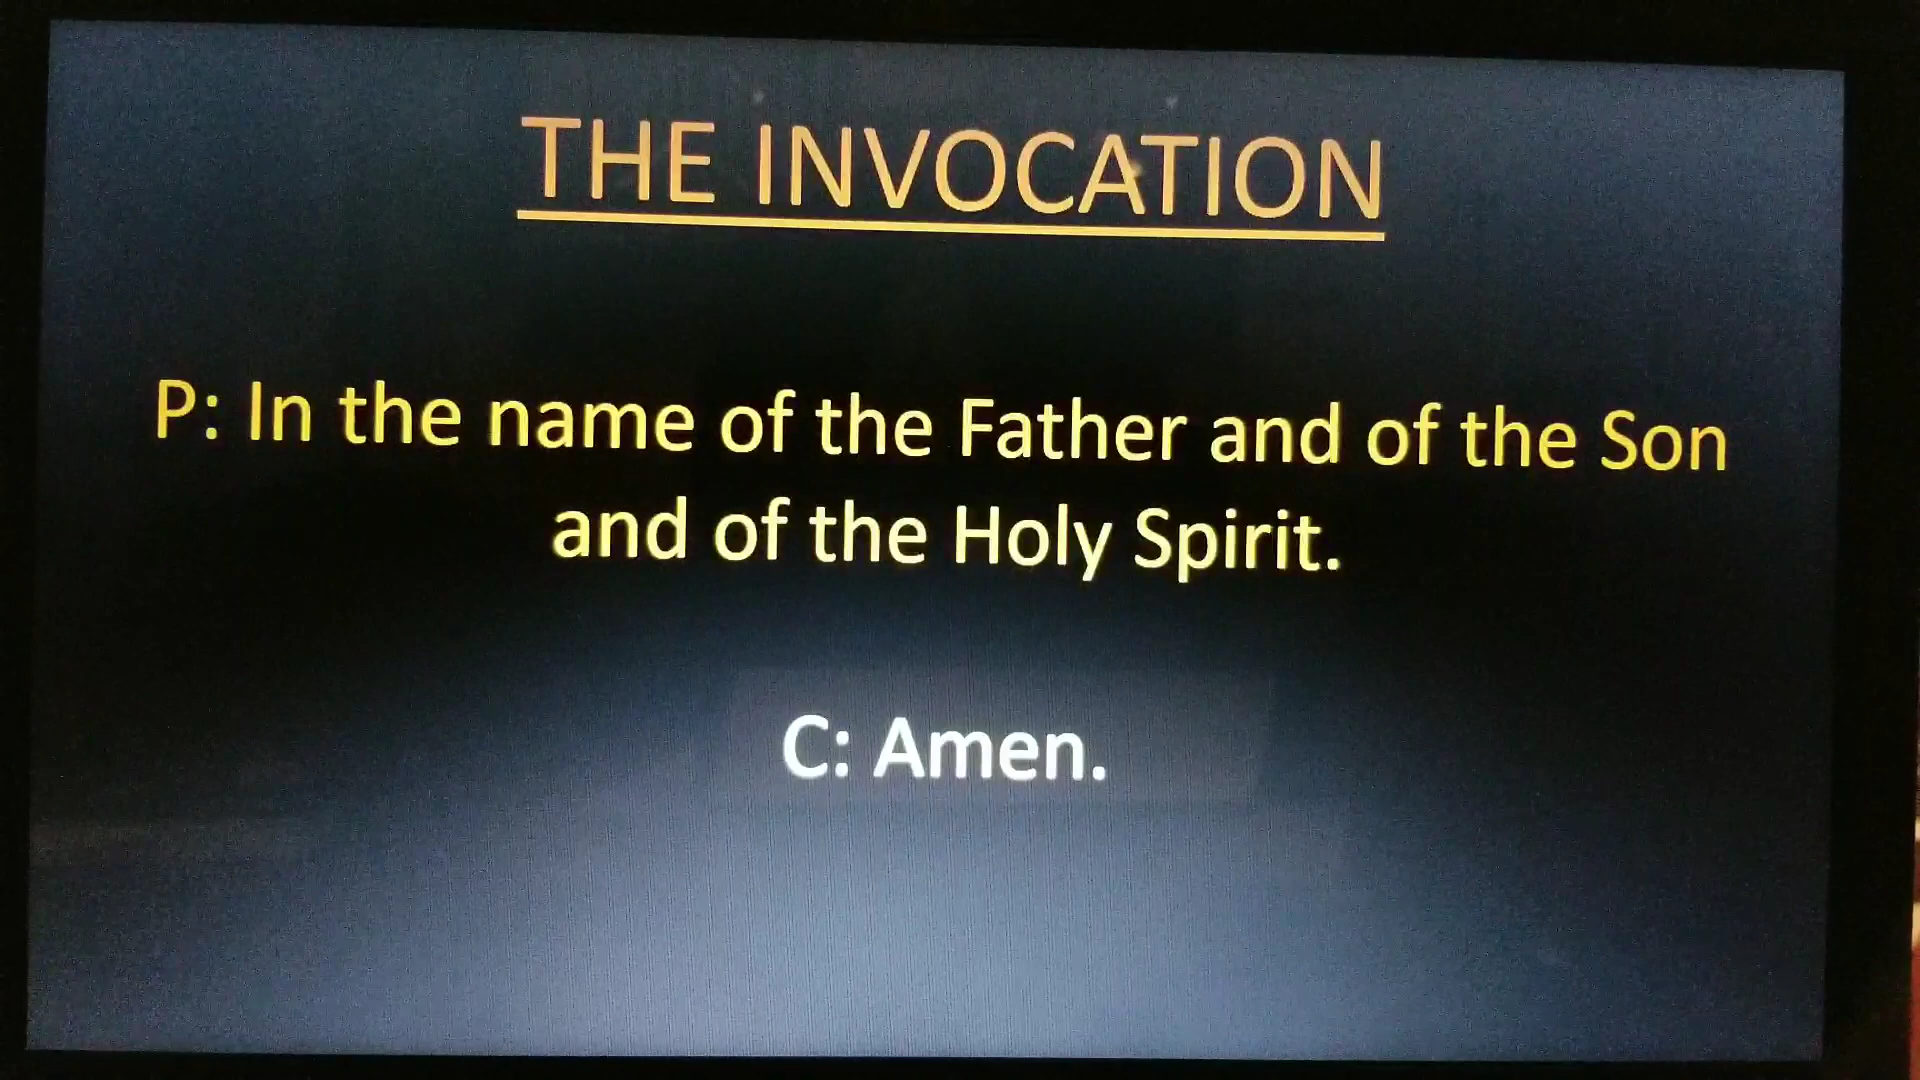 THE INVOCATION
P: In the name of the Father and of the Son
and of the Holy Spirit.
C: Amen.